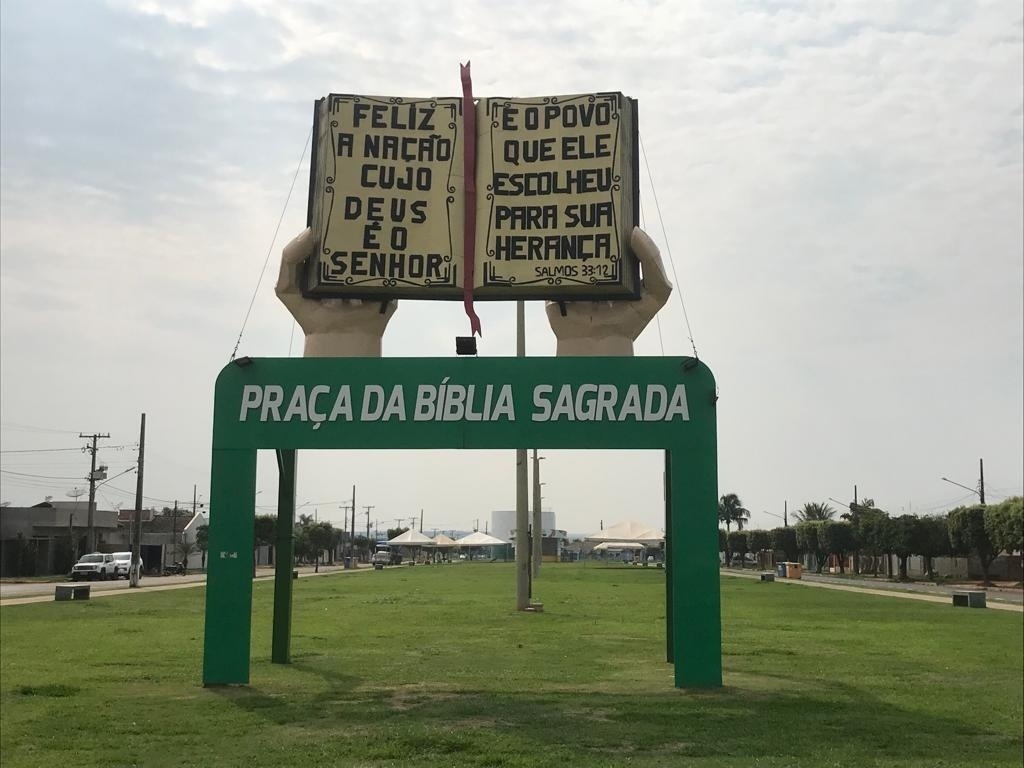 FELIZ
A NAÇÃO
CUJO
DEUS
É O
SENHOR
E O POVO
QUE ELE
ESCOLHEU
PARA SUA
HERANÇA
SALMOS 33:12
PRAÇA DA BÍBLIA SAGRADA